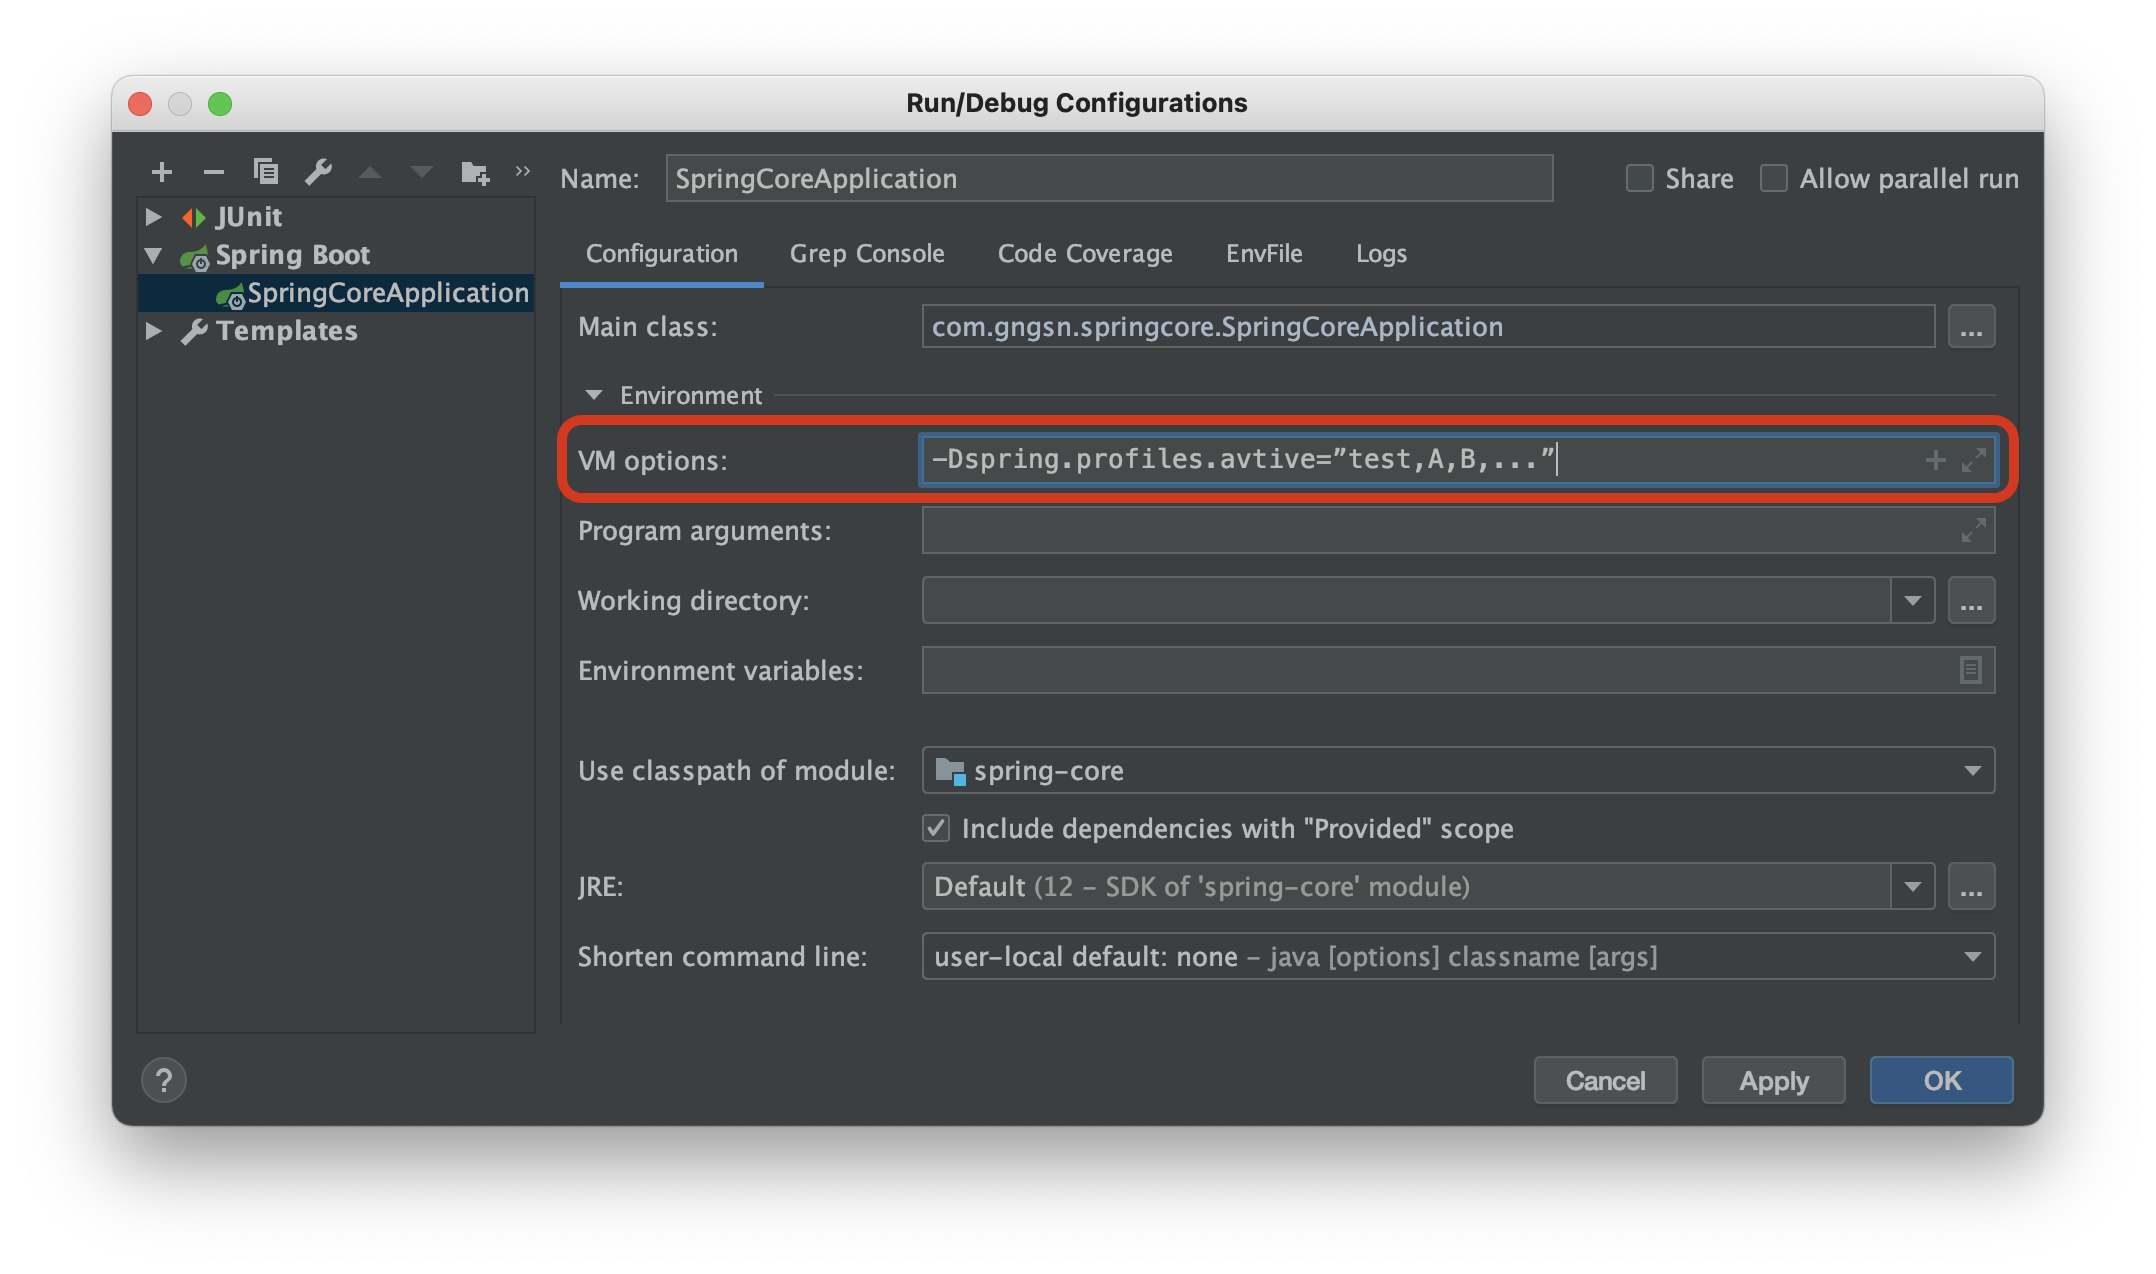 Run/Debug Configurations
Name: SpringCoreApplication Share Allow parallel run
JUnit
Spring Boot
SpringCoreApplication
Templates
Configuration Grep Console Code Coverage EnvFile Logs
Main class: com.gngsn.springcore.SpringCoreApplication ...
Environment
VM options: -Dspring.profiles.avtive=”test,A,B,...”
Program arguments:
Working directory: ...
Environment variables:
Use classpath of module: spring-core
Include dependencies with "Provided" scope
JRE: Default (12 - SDK of 'spring-core' module) ...
Shorten command line: user-local default: none - java [options] classname [args]
? Cancel Apply OK